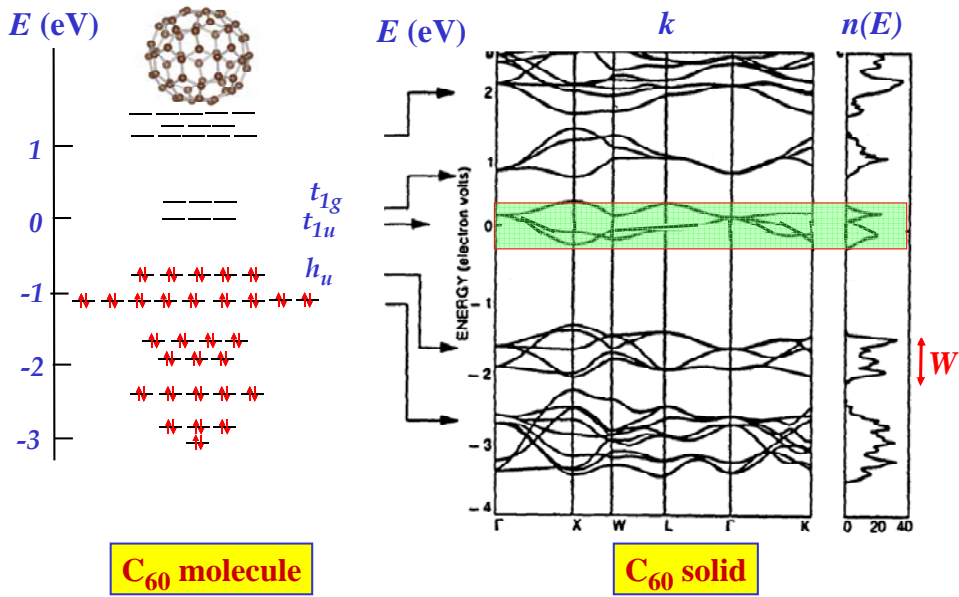 E (eV)
1
0
-1
-2
-3
t1g
t1u
hu
C60 molecule
E (eV)
k
n(E)
ENERGY (electron volts)
2
1
0
-1
-2
-3
-4
Γ X W L Γ K
0 20 40
W
C60 solid